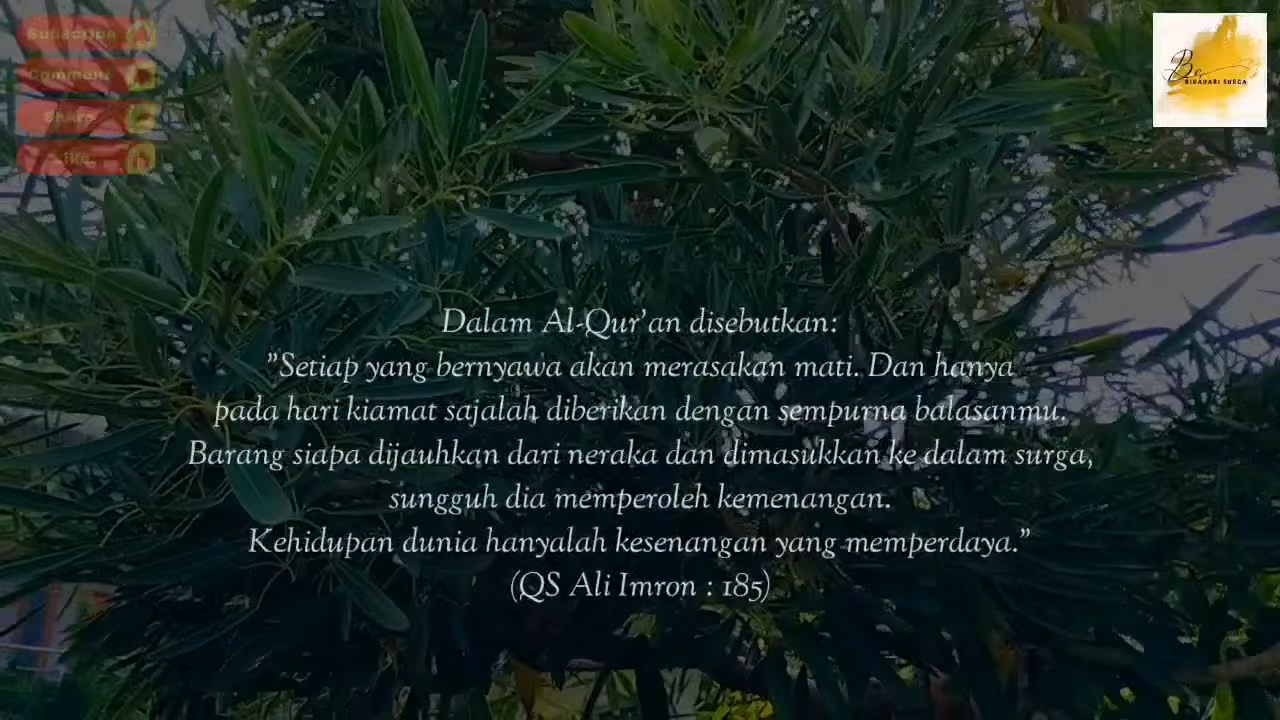 Subscribe
Comment
Share
Like
Be
BIDADARI SURGA
Dalam Al-Qur'an disebutkan:
"Setiap yang bernyawa akan merasakan mati. Dan hanya
pada hari kiamat sajalah diberikan dengan sempurna balasanmu.
Barang siapa dijauhkan dari neraka dan dimasukkan ke dalam surga,
sungguh dia memperoleh kemenangan.
Kehidupan dunia hanyalah kesenangan yang memperdaya."
(QS Ali Imron : 185)